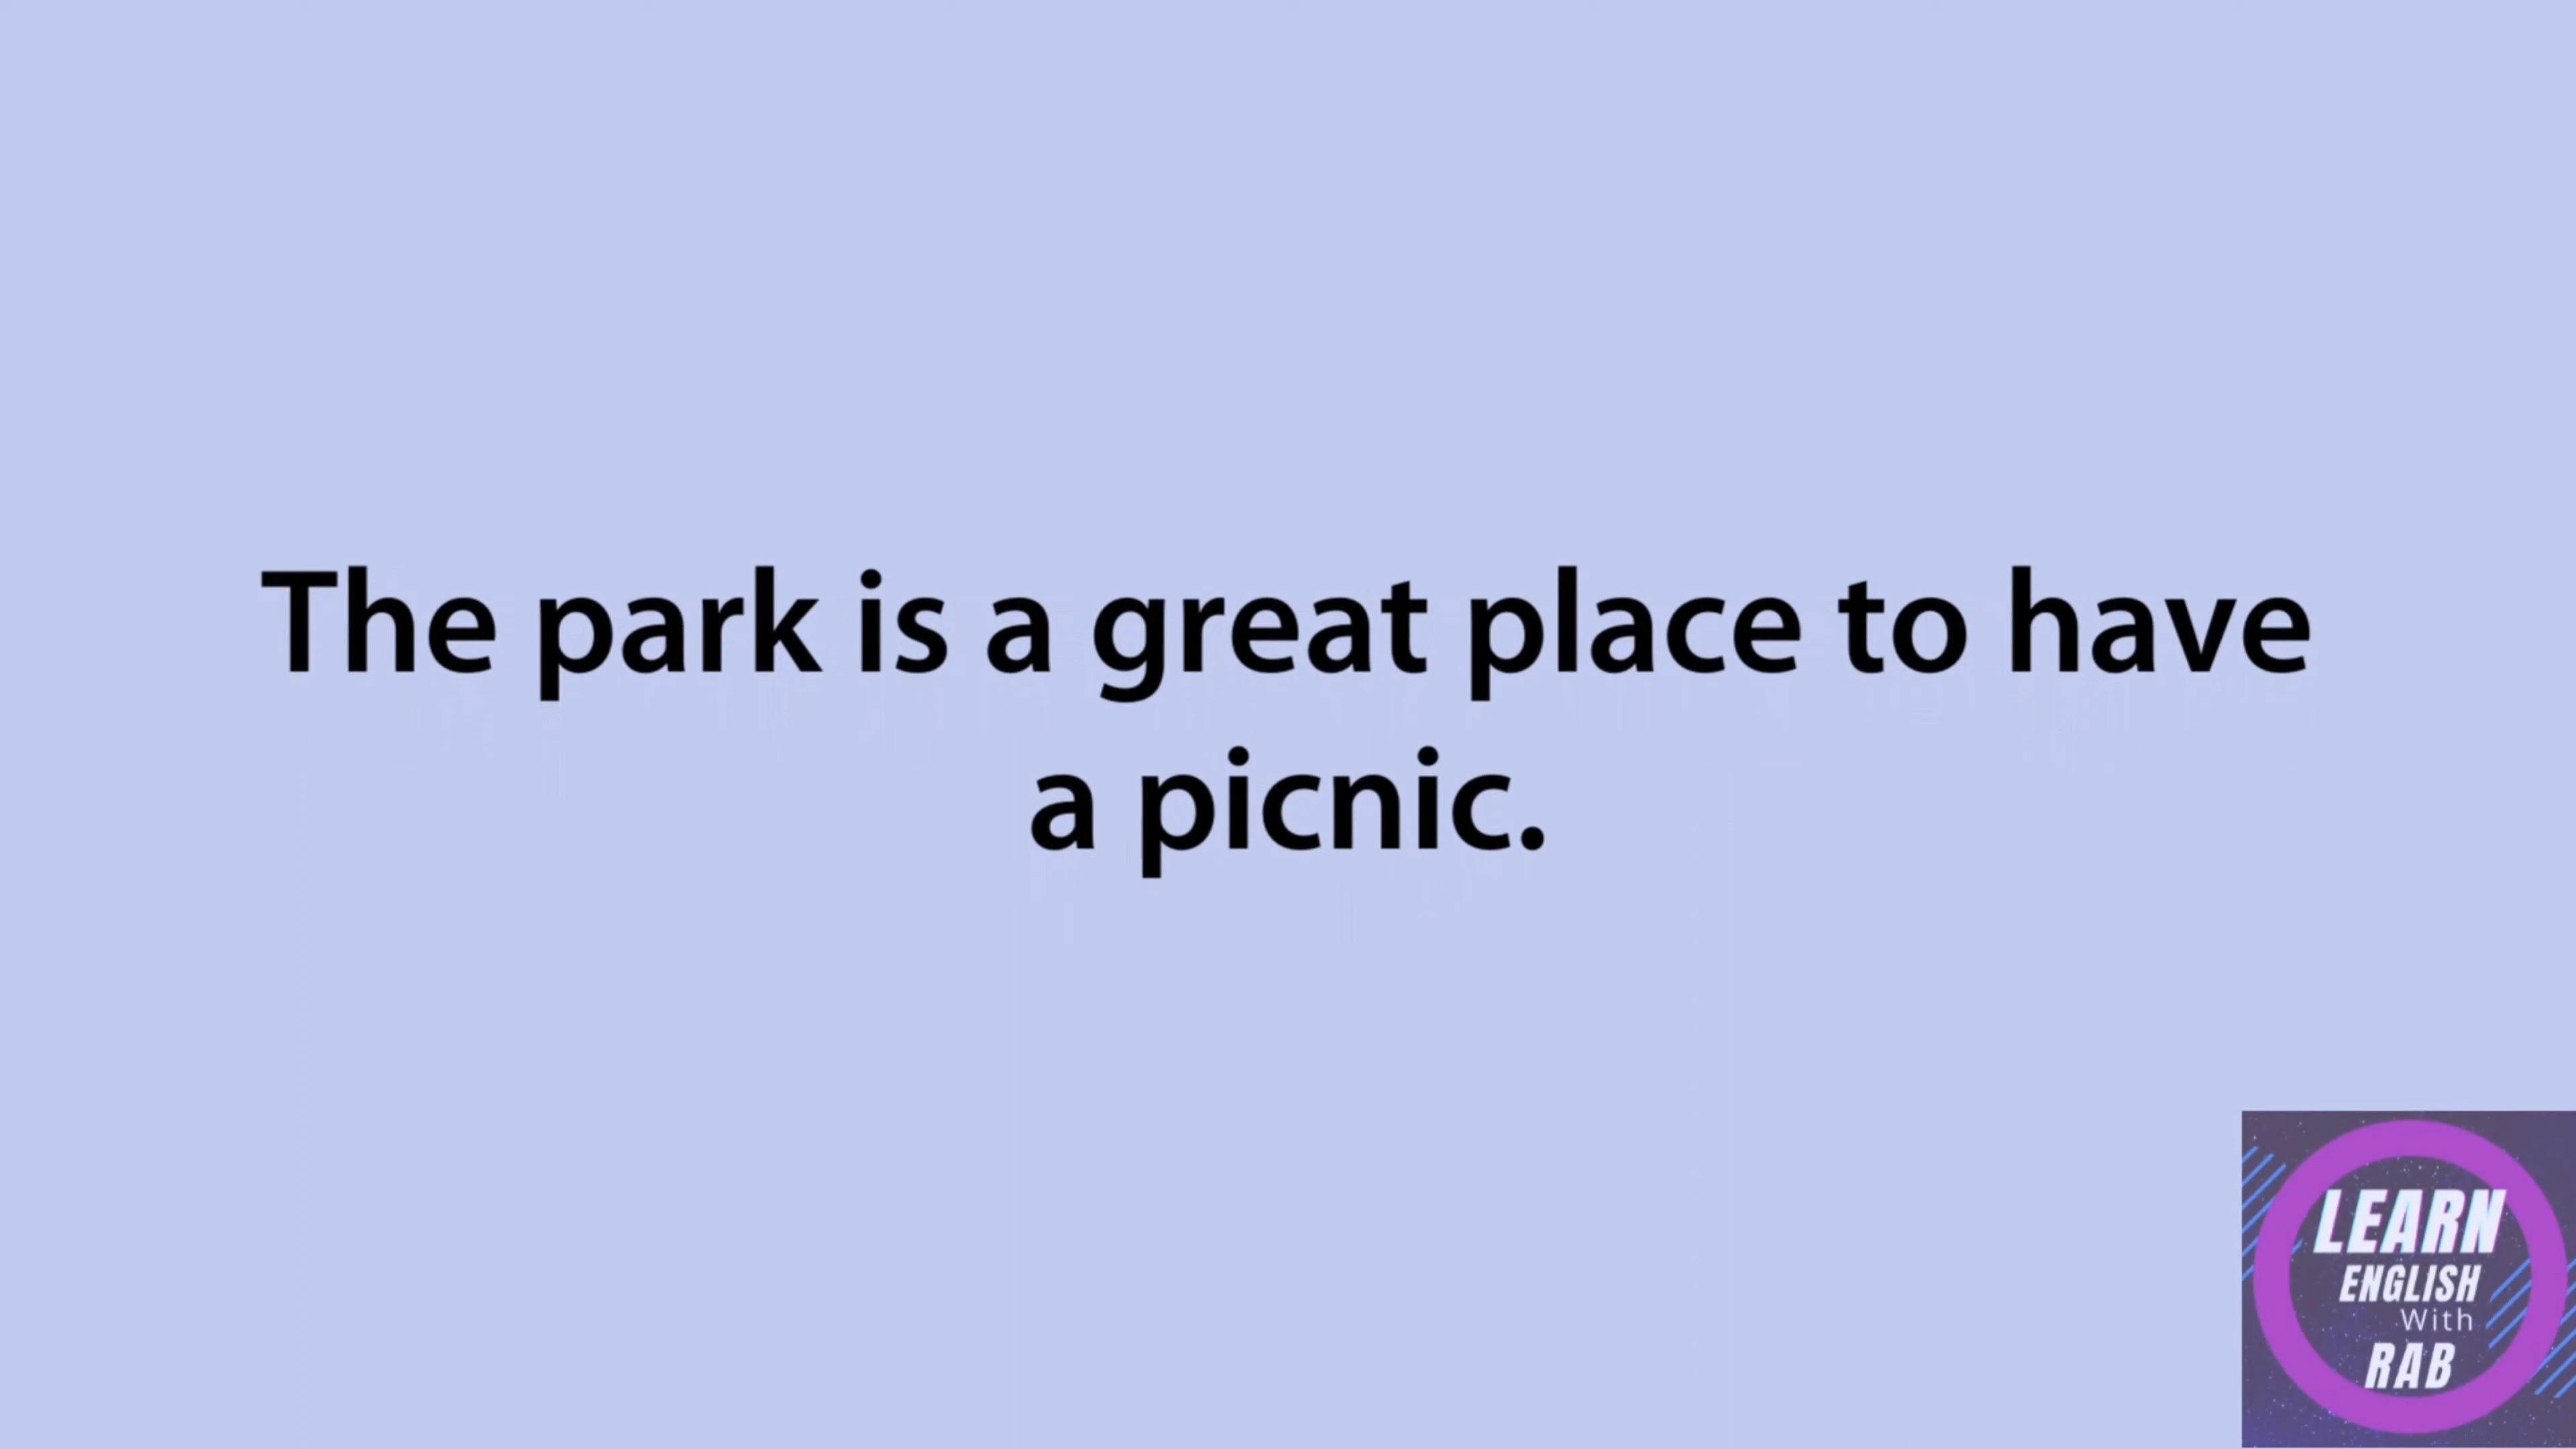 The park is a great place to have
a picnic.
LEARN
ENGLISH
With
RAB